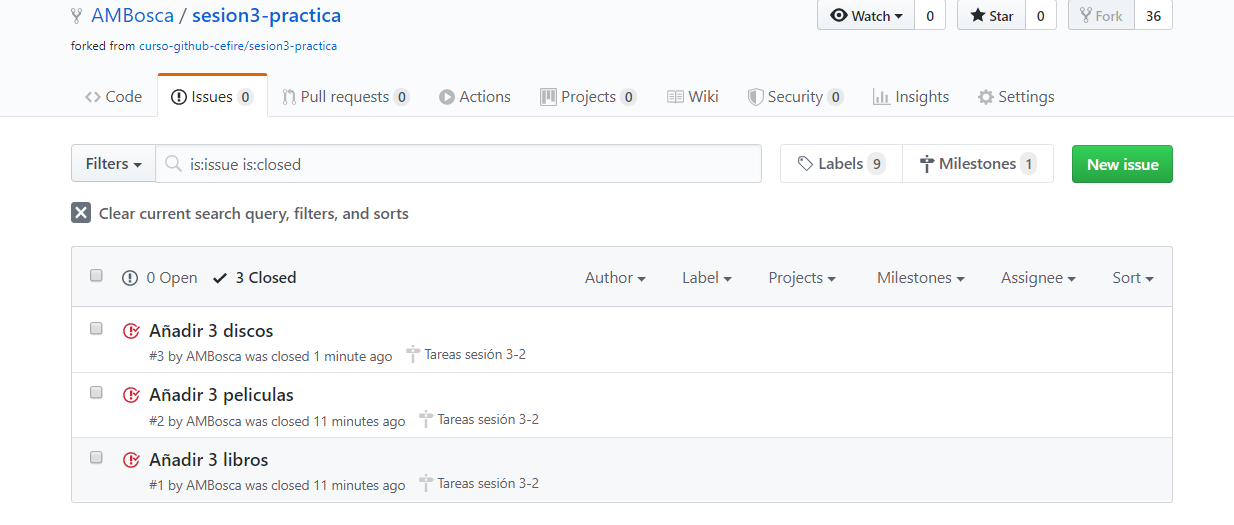 AMBosca / sesion3-practica
Watch 0 Star 0 Fork 36
forked from curso-github-cefire/sesion3-practica
Code Issues 0 Pull requests 0 Actions Projects 0 Wiki Security 0 Insights Settings
Filters is:issue is:closed Labels 9 Milestones 1 New issue
Clear current search query, filters, and sorts
0 Open 3 Closed Author Label Projects Milestones Assignee Sort
Añadir 3 discos
#3 by AMBosca was closed 1 minute ago Tareas sesión 3-2
Añadir 3 peliculas
#2 by AMBosca was closed 11 minutes ago Tareas sesión 3-2
Añadir 3 libros
#1 by AMBosca was closed 11 minutes ago Tareas sesión 3-2